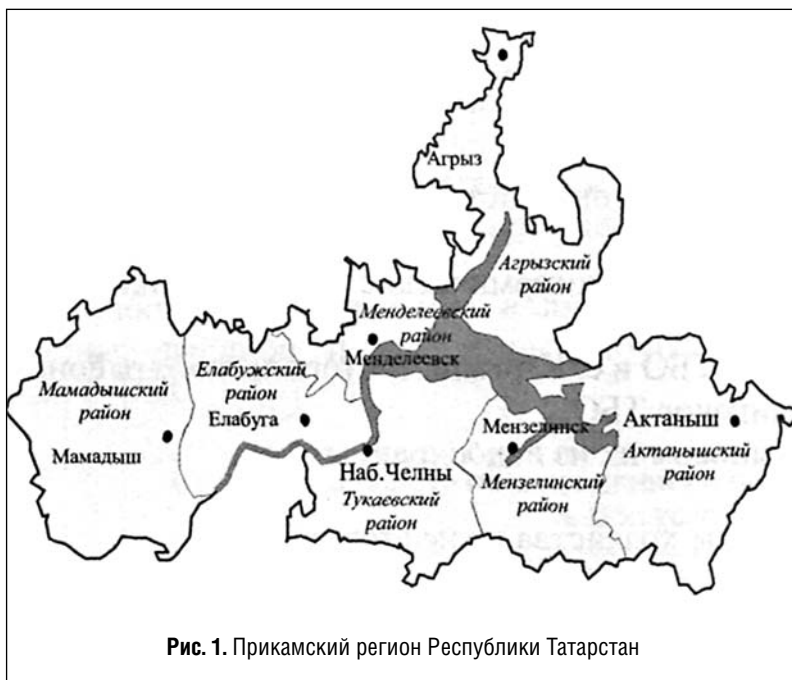 Агрыз
Агрызский
район
Менделеевский
район
Менделеевск
Елабужский
район
Елабуга
Мамадышский
район
Мамадыш
Наб.Челны
Тукаевский
район
Мензелинск
Мензелинский
район
Актаныш
Актанышский
район
Рис. 1. Прикамский регион Республики Татарстан